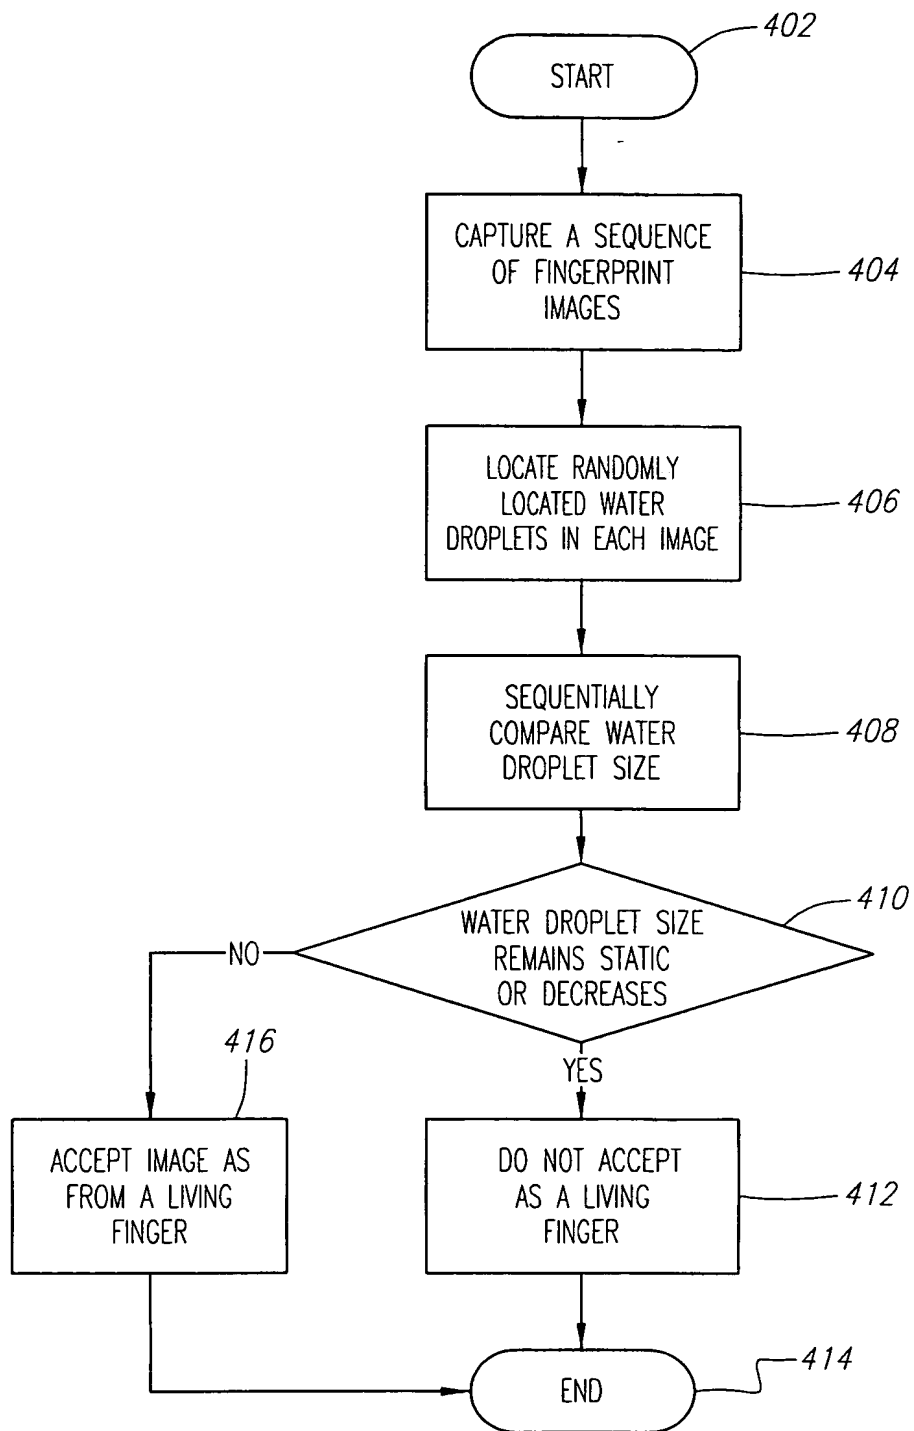 402
START
CAPTURE A SEQUENCE
OF FINGERPRINT
IMAGES
404
LOCATE RANDOMLY
LOCATED WATER
DROPLETS IN EACH IMAGE
406
SEQUENTIALLY
COMPARE WATER
DROPLET SIZE
408
410
WATER DROPLET SIZE
REMAINS STATIC
OR DECREASES
NO
YES
416
ACCEPT IMAGE AS
FROM A LIVING
FINGER
DO NOT ACCEPT
AS A LIVING
FINGER
412
END
414